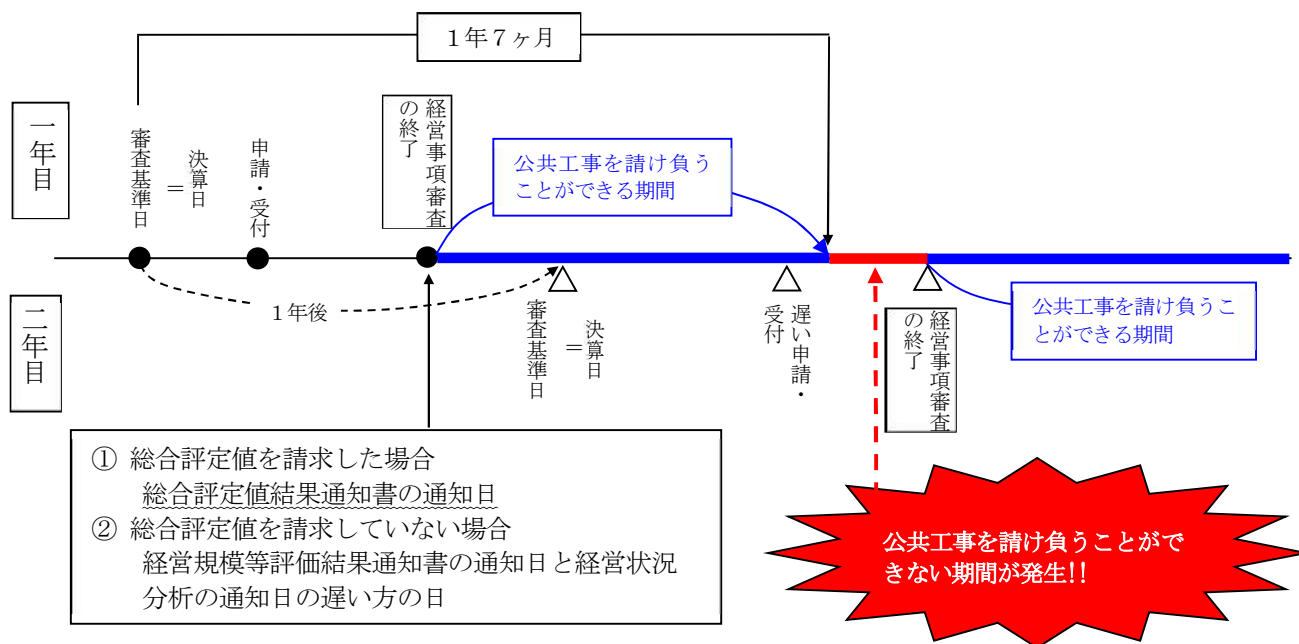 1年7ヶ月
一年目
審査基準日
＝
決算日
申請・受付
経営事項審査
の終了
公共工事を請け負う
ことができる期間
1年後
二年目
審査基準日
＝
決算日
遅い申請・
受付
経営事項審査
の終了
公共工事を請け負うこ
とができる期間
① 総合評定値を請求した場合
総合評定値結果通知書の通知日
② 総合評定値を請求していない場合
経営規模等評価結果通知書の通知日と経営状況
分析の通知日の遅い方の日
公共工事を請け負うことがで
きない期間が発生!!